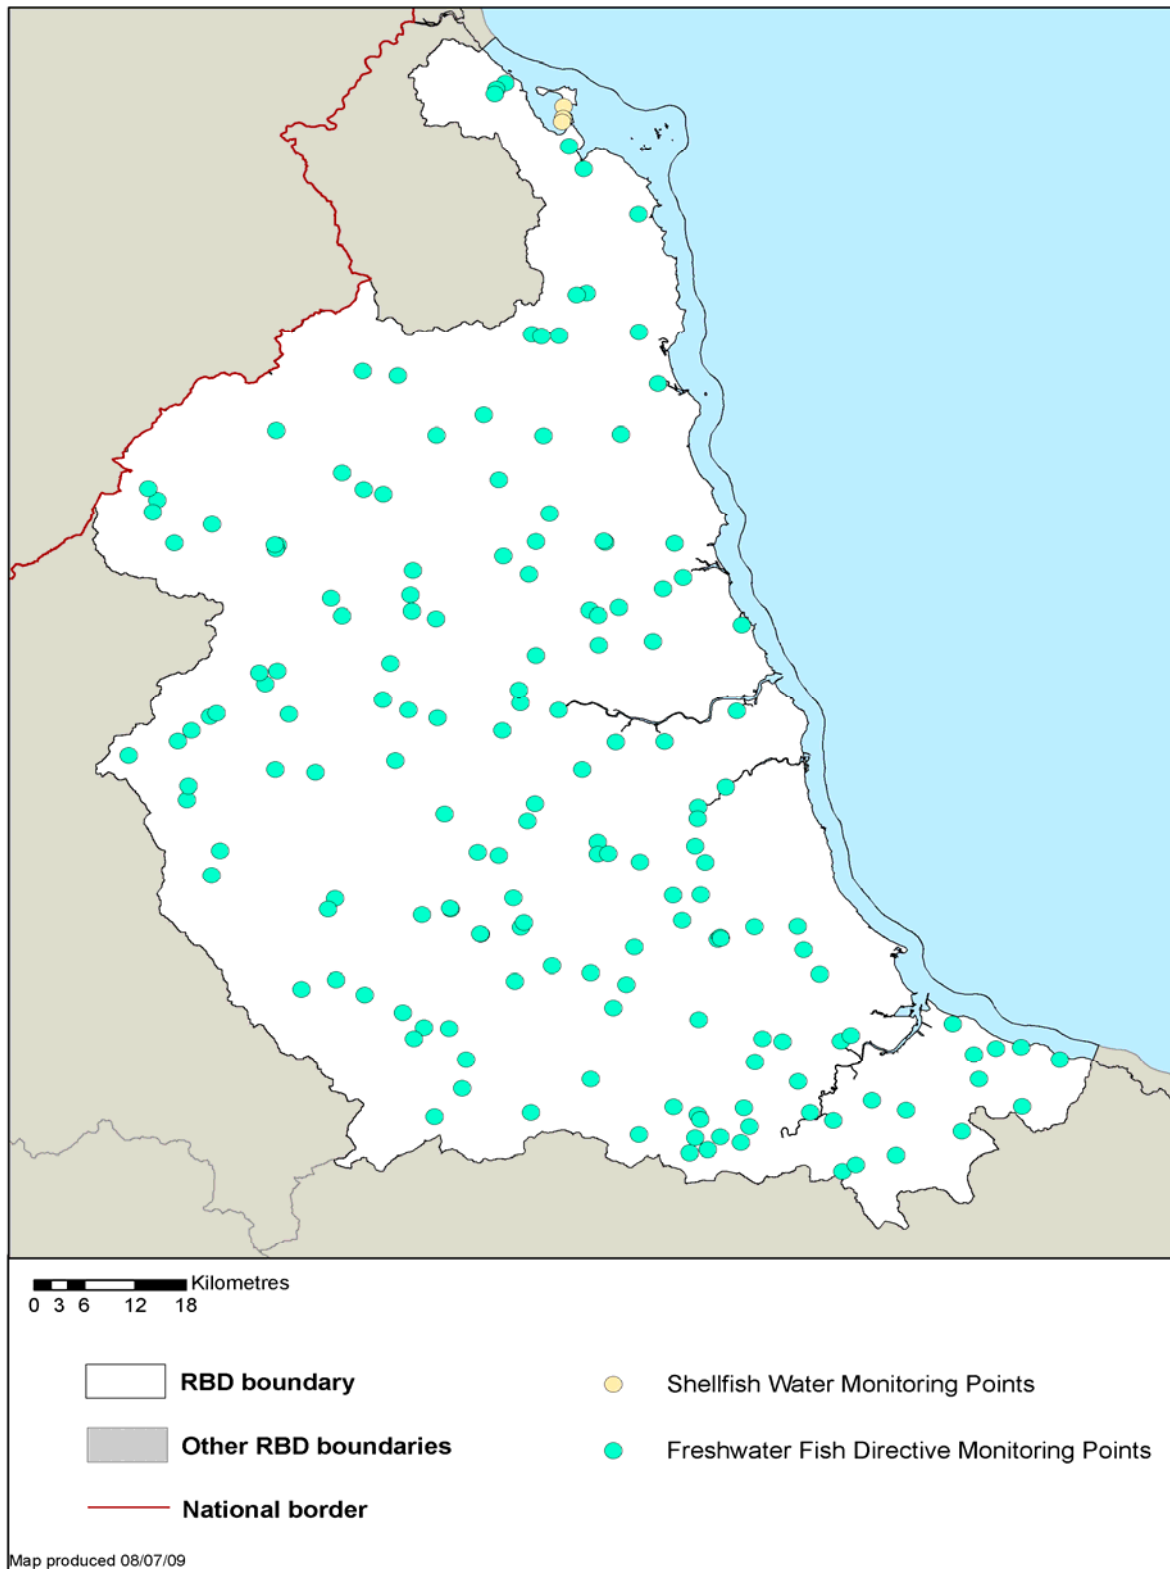 Kilometres
0 3 6 12 18
RBD boundary
Other RBD boundaries
National border
Shellfish Water Monitoring Points
Freshwater Fish Directive Monitoring Points
Map produced 08/07/09